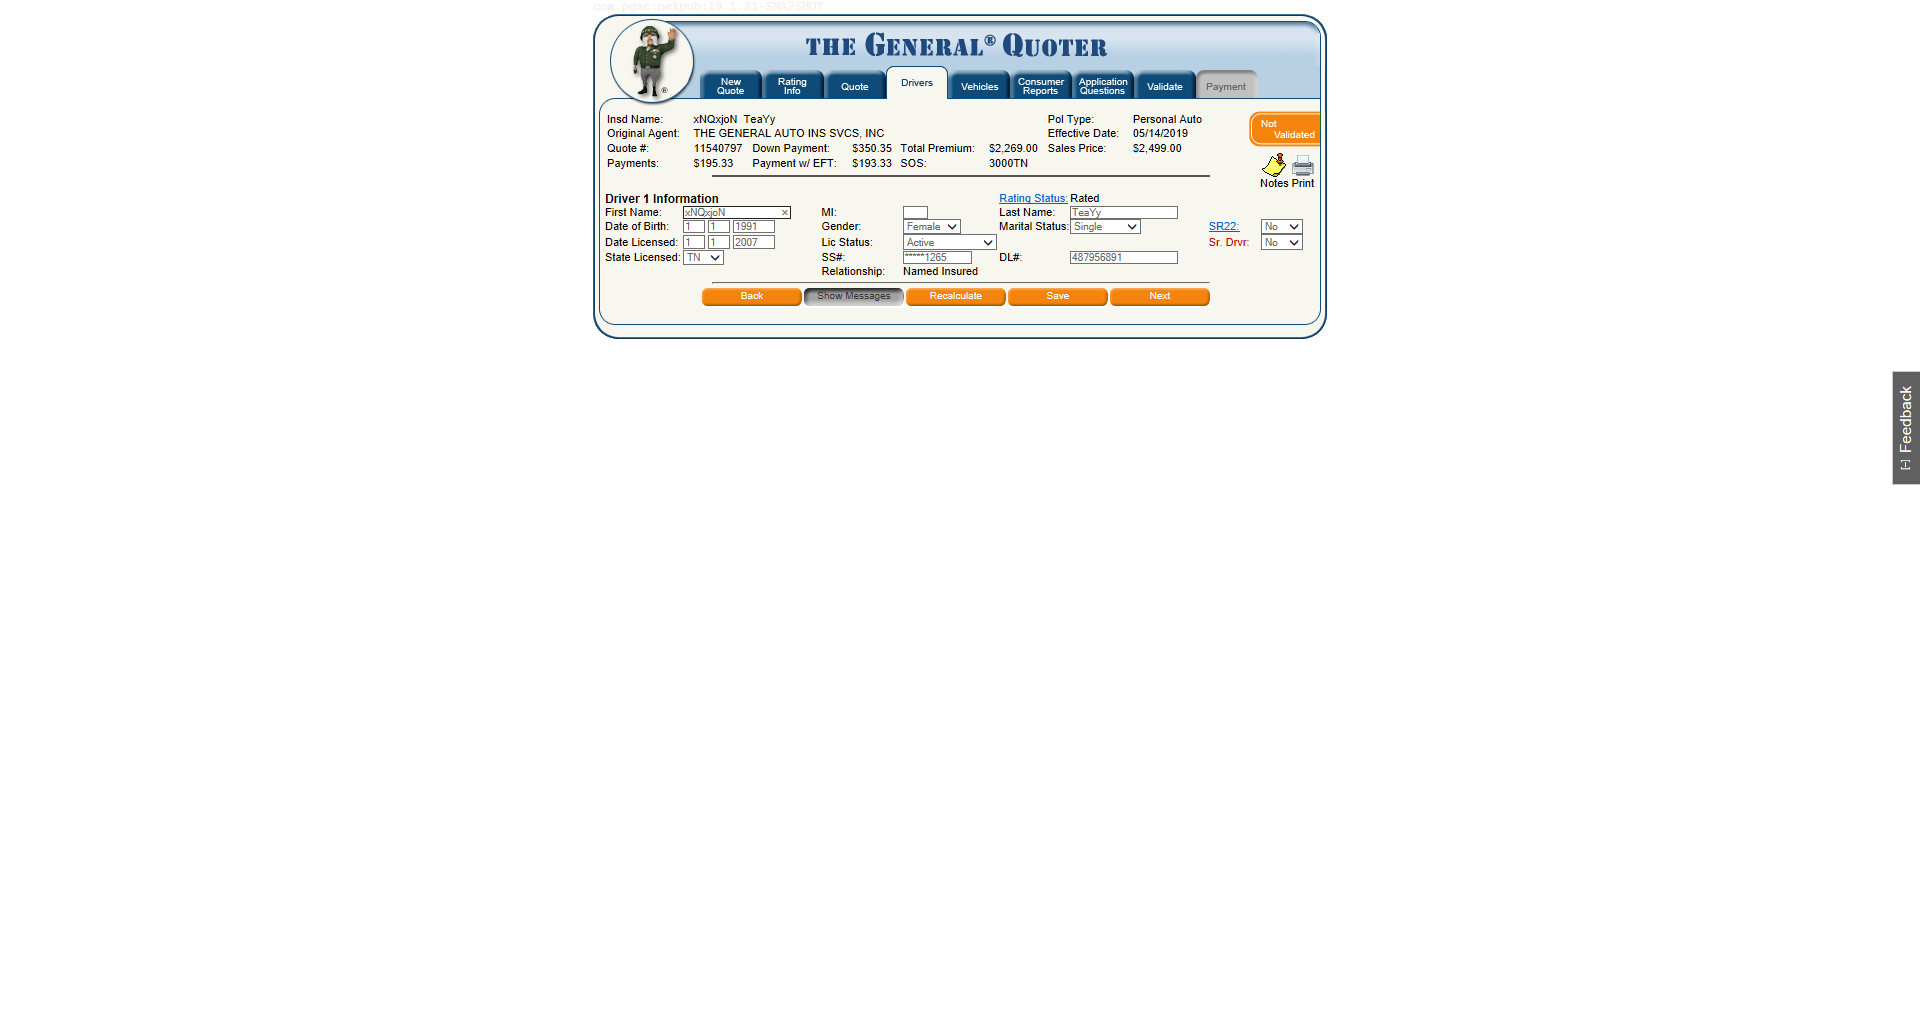 com.pgac:netpub:19.1.21-SNAPSHOT
THE GENERAL® QUOTER
New Quote Rating Info Quote Drivers Vehicles Consumer Reports Application Questions Validate Payment
®
Insd Name: xNQxjoN TeaYy Pol Type: Personal Auto
Not Validated
Original Agent: THE GENERAL AUTO INS SVCS, INC Effective Date: 05/14/2019
Quote #: 11540797 Down Payment: $350.35 Total Premium: $2,269.00 Sales Price: $2,499.00
Payments: $195.33 Payment w/ EFT: $193.33 SOS: 3000TN
Notes Print
Driver 1 Information Rating Status: Rated
First Name: xNQxjoN × MI: Last Name: TeaYy
Date of Birth: 1 1 1991 Gender: Female Marital Status: Single SR22: No
Date Licensed: 1 1 2007 Lic Status: Active Sr. Drvr: No
State Licensed: TN SS#: *****1265 DL#: 487956891
Relationship: Named Insured
Back Show Messages Recalculate Save Next
[-] Feedback